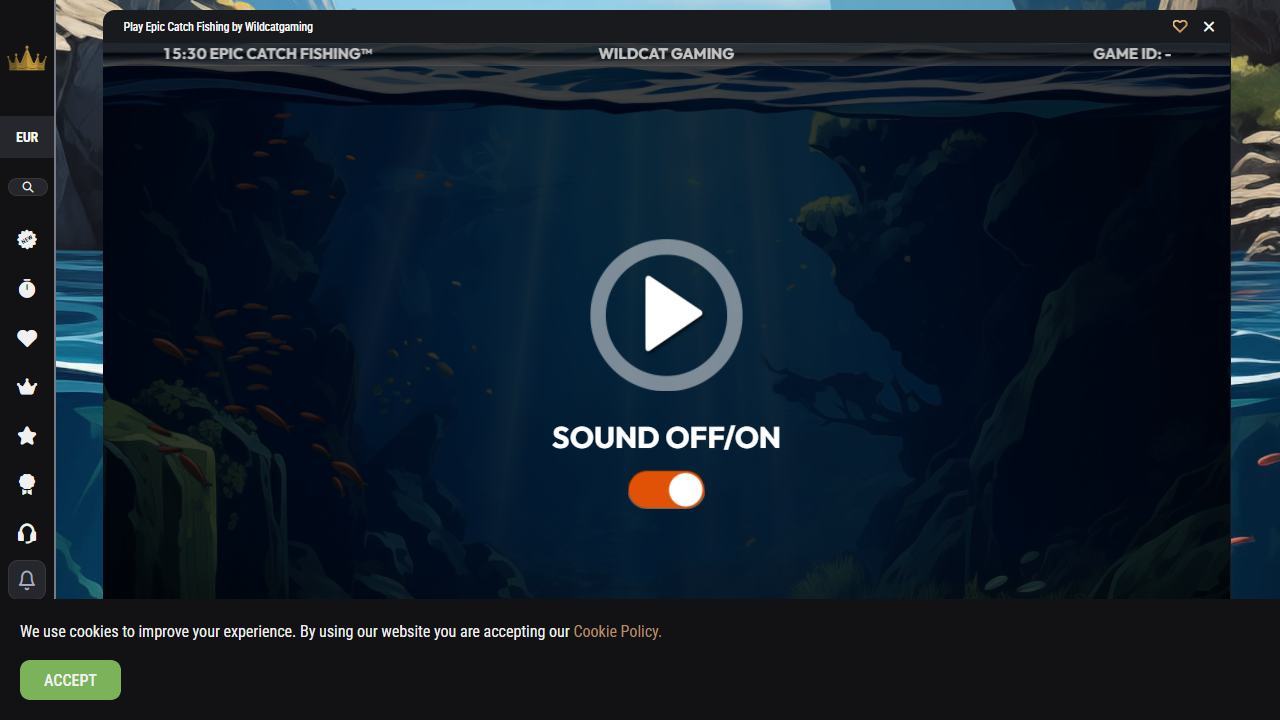 Play Epic Catch Fishing by Wildcatgaming
15:30 EPIC CATCH FISHING™ WILDCAT GAMING GAME ID: -
EUR
NEW
SOUND OFF/ON
We use cookies to improve your experience. By using our website you are accepting our Cookie Policy.
ACCEPT